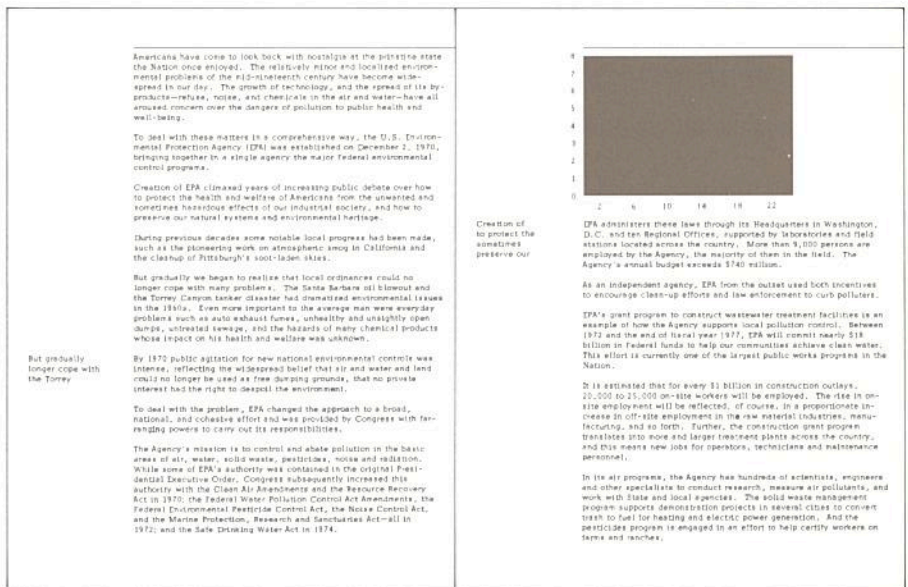 Americans have come to look back with nostalgia at the pristine state
the Nation once enjoyed. The relatively minor and localized environ-
mental problems of the mid-nineteenth century have become wide-
spread in our day. The growth of technology, and the spread of its by-
products—refuse, noise, and chemicals in the air and water—have all
aroused concern over the dangers of pollution to public health and
well-being.
To deal with these matters in a comprehensive way, the U.S. Environ-
mental Protection Agency (EPA) was established on December 2, 1970,
bringing together in a single agency the major Federal environmental
control programs.
Creation of EPA climaxed years of increasing public debate over how
to protect the health and welfare of Americans from the unwanted and
sometimes hazardous effects of our industrial society, and how to
preserve our natural systems and environmental heritage.
During previous decades some notable local progress had been made,
such as the pioneering work on atmospheric smog in California and
the cleanup of Pittsburgh's soot-laden skies.
But gradually we began to realize that local ordinances could no
longer cope with many problems. The Santa Barbara oil blowout and
the Torrey Canyon tanker disaster had dramatized environmental issues
in the 1960s. Even more important to the average man were everyday
problems such as auto exhaust fumes, unhealthy and unsightly open
dumps, untreated sewage, and the hazards of many chemical products
whose impact on his health and welfare was unknown.
But gradually
longer cope with
the Torrey
By 1970 public agitation for new national environmental controls was
intense, reflecting the widespread belief that air and water and land
could no longer be used as free dumping grounds, that no private
interest had the right to despoil the environment.
To deal with the problem, EPA changed the approach to a broad,
national, and cohesive effort and was provided by Congress with far-
ranging powers to carry out its responsibilities.
The Agency's mission is to control and abate pollution in the basic
areas of air, water, solid waste, pesticides, noise and radiation.
While some of EPA's authority was contained in the original Presi-
dential Executive Order, Congress subsequently increased this
authority with the Clean Air Amendments and the Resource Recovery
Act in 1970; the Federal Water Pollution Control Act Amendments, the
Federal Environmental Pesticide Control Act, the Noise Control Act,
and the Marine Protection, Research and Sanctuaries Act—all in
1972; and the Safe Drinking Water Act in 1974.
8
7
6
5
4
3
2
1
0
2 6 10 14 18 22
Creation of
to protect the
sometimes
preserve our
EPA administers these laws through its Headquarters in Washington,
D.C. and ten Regional Offices, supported by laboratories and field
stations located across the country. More than 9,000 persons are
employed by the Agency, the majority of them in the field. The
Agency's annual budget exceeds $740 million.
As an independent agency, EPA from the outset used both incentives
to encourage clean-up efforts and law enforcement to curb polluters.
EPA's grant program to construct wastewater treatment facilities is an
example of how the Agency supports local pollution control. Between
1972 and the end of fiscal year 1977, EPA will commit nearly $18
billion in Federal funds to help our communities achieve clean water.
This effort is currently one of the largest public works programs in the
Nation.
It is estimated that for every $1 billion in construction outlays,
20,000 to 25,000 on-site workers will be employed. The rise in on-
site employment will be reflected, of course, in a proportionate in-
crease in off-site employment in the raw material industries, manu-
facturing, and so forth. Further, the construction grant program
translates into more and larger treatment plants across the country,
and this means new jobs for operators, technicians and maintenance
personnel.
In its air programs, the Agency has hundreds of scientists, engineers
and other specialists to conduct research, measure air pollutants, and
work with State and local agencies. The solid waste management
program supports demonstration projects in several cities to convert
trash to fuel for heating and electric power generation. And the
pesticides program is engaged in an effort to help certify workers on
farms and ranches.